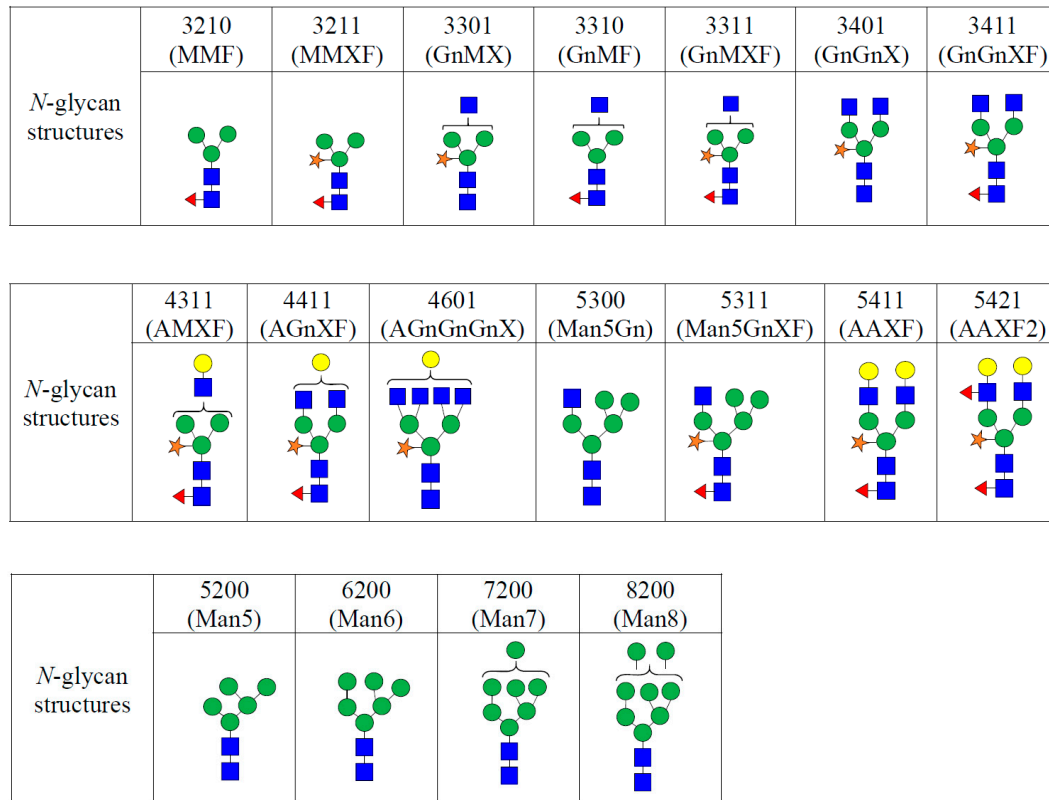 3210 3211 3301 3310 3311 3401 3411
(MMF) (MMXF) (GnMX) (GnMF) (GnMXF) (GnGnX) (GnGnXF)
N-glycan
structures
4311 4411 4601 5300 5311 5411 5421
(AMXF) (AGnXF) (AGnGnGnX) (Man5Gn) (Man5GnXF) (AAXF) (AAXF2)
N-glycan
structures
5200 6200 7200 8200
(Man5) (Man6) (Man7) (Man8)
N-glycan
structures